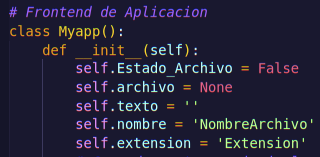 # Frontend de Aplicacion
class Myapp():
    def __init__(self):
        self.Estado_Archivo = False
        self.archivo = None
        self.texto = ''
        self.nombre = 'NombreArchivo'
        self.extension = 'Extension'